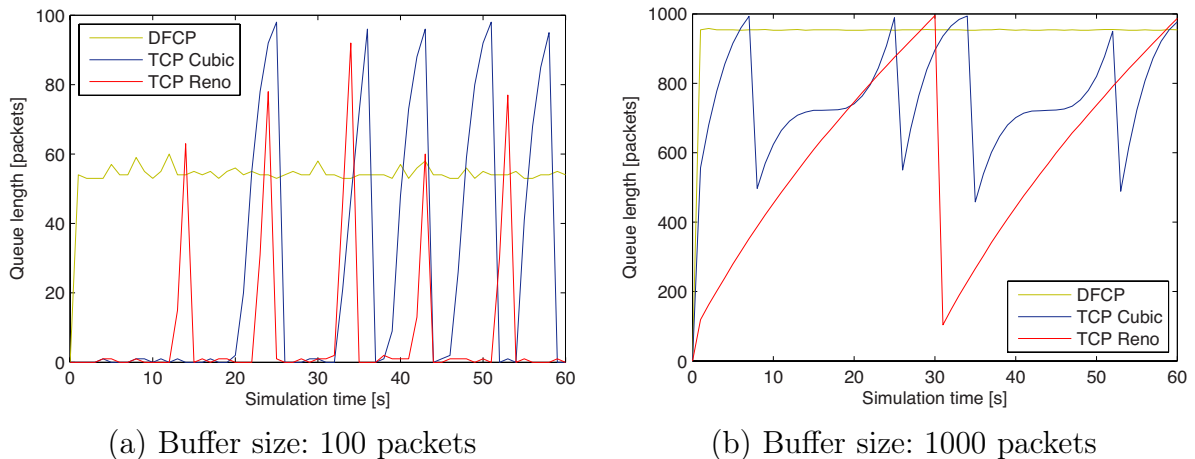 DFCP
TCP Cubic
TCP Reno
Queue length [packets]
100
80
60
40
20
0
0 10 20 30 40 50 60
Simulation time [s]
(a) Buffer size: 100 packets
Queue length [packets]
1000
800
600
400
200
0
DFCP
TCP Cubic
TCP Reno
0 10 20 30 40 50 60
Simulation time [s]
(b) Buffer size: 1000 packets